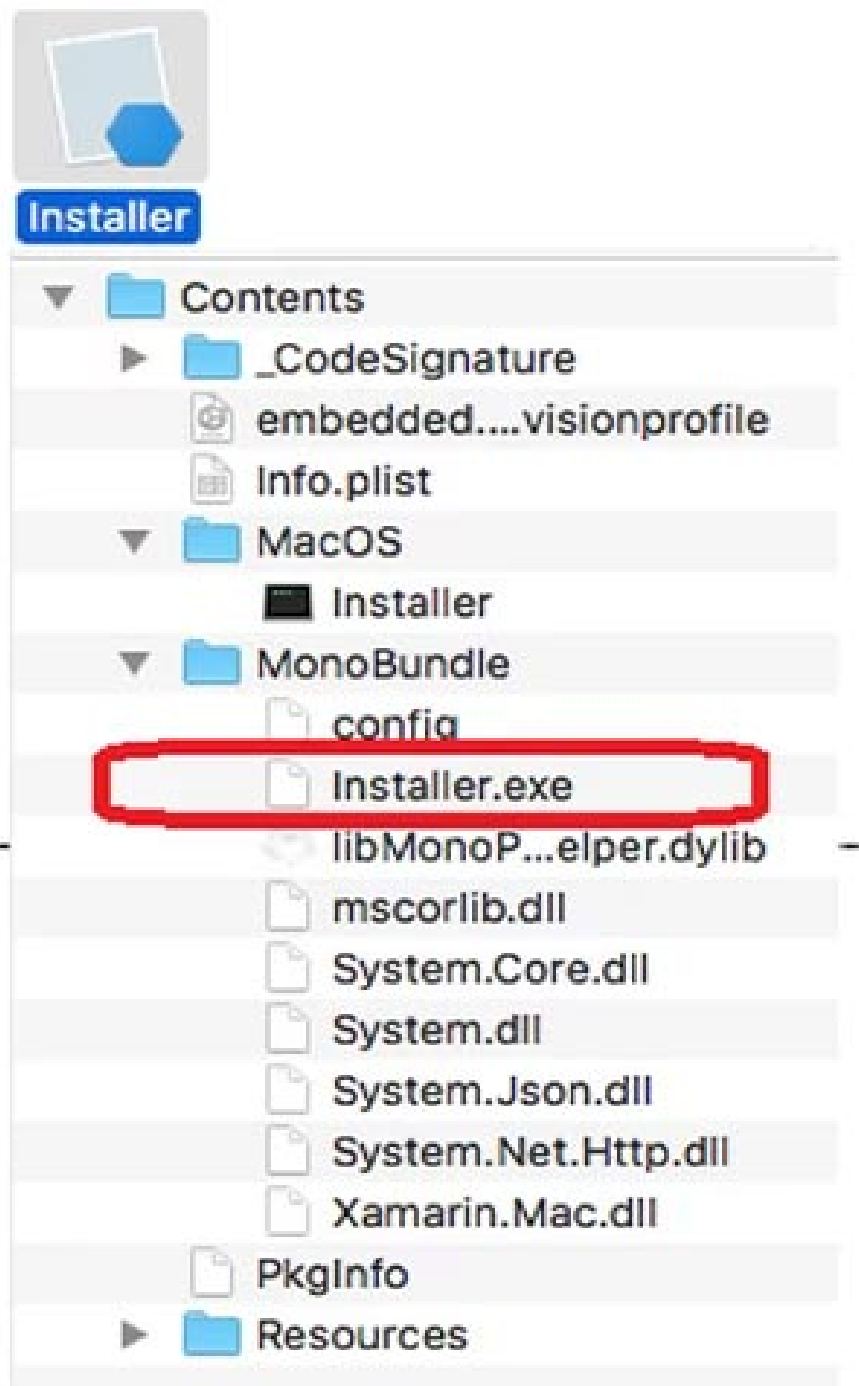 Installer
Contents
_CodeSignature
embedded....visionprofile
Info.plist
MacOS
Installer
MonoBundle
config
Installer.exe
libMonoP...elper.dylib
mscorlib.dll
System.Core.dll
System.dll
System.Json.dll
System.Net.Http.dll
Xamarin.Mac.dll
PkgInfo
Resources